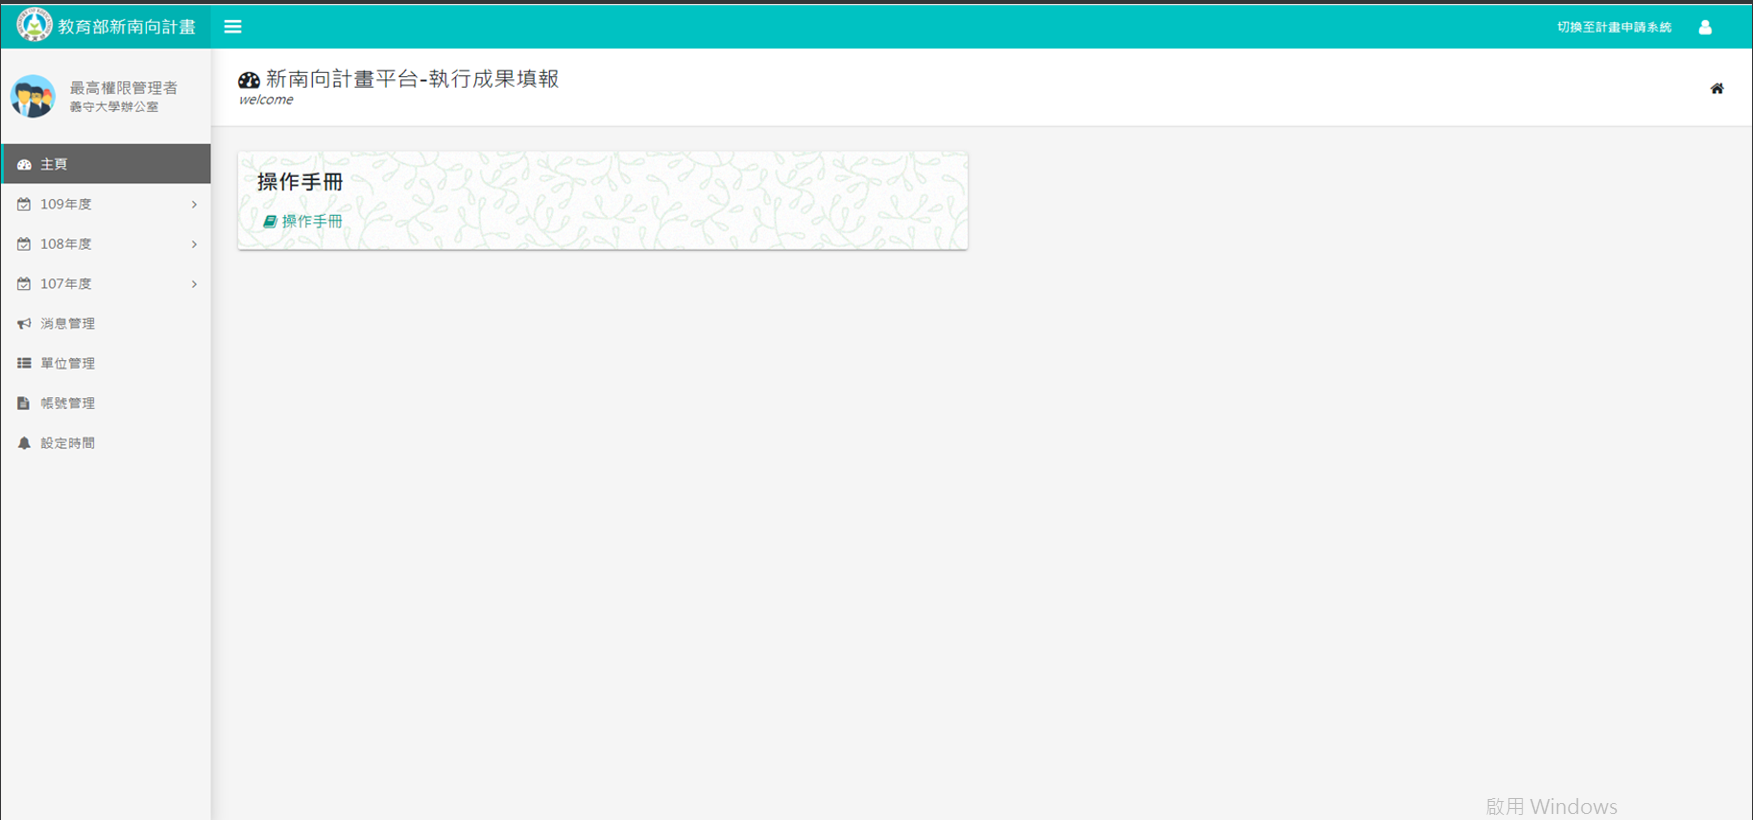 教育部新南向計畫
切換至計畫申請系統
最高權限管理者
義守大學辦公室
新南向計畫平台-執行成果填報
welcome
主頁
109年度
108年度
107年度
消息管理
單位管理
帳號管理
設定時間
操作手冊
操作手冊
啟用 Windows